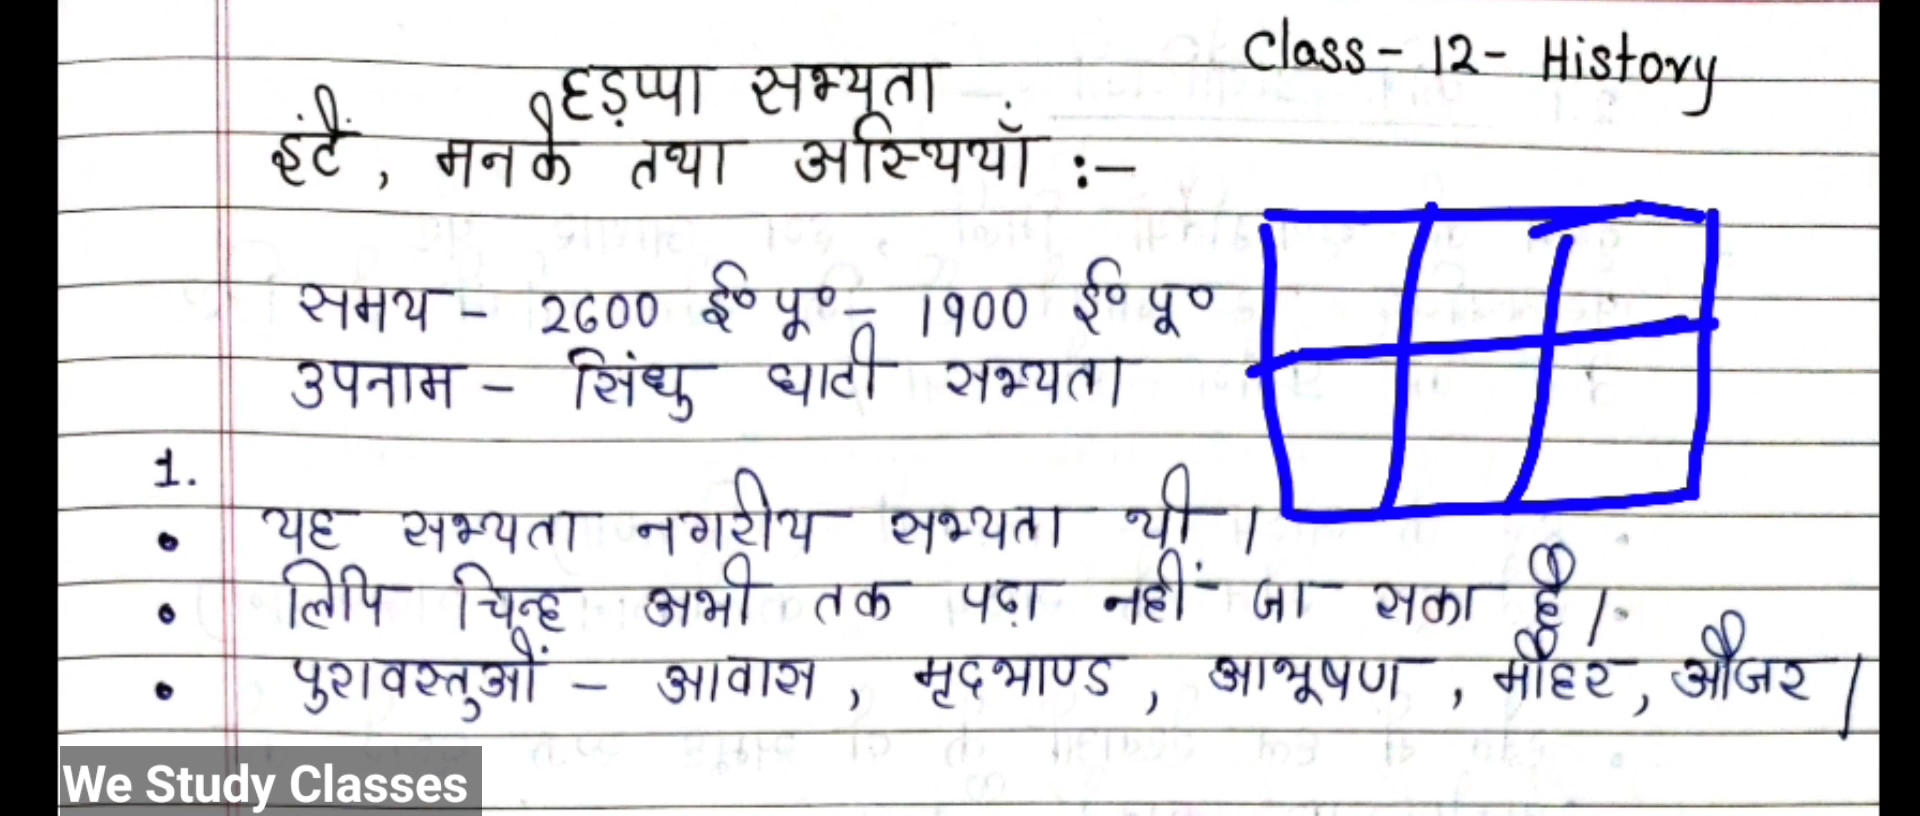 Class - 12 - History
हड़प्पा सभ्यता
इंटें, मनके तथा अस्थियाँ :-
समय - 2600 ई० पू० - 1900 ई० पू०
उपनाम - सिंधु घाटी सभ्यता
1.
• यह सभ्यता नगरीय सभ्यता थी।
• लिपि चिन्ह अभी तक पढ़ा नहीं जा सका है।
• पुरावस्तुओं - आवास, मृदभाण्ड, आभूषण, मौहर, औजर।
We Study Classes